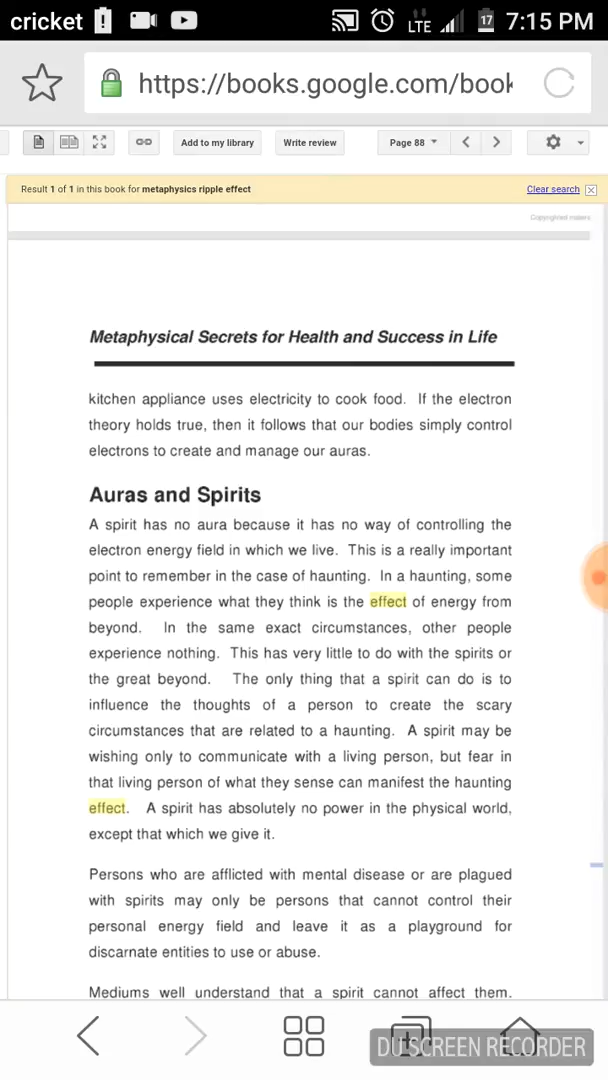 cricket 17 7:15 PM
LTE
https://books.google.com/book
Add to my library Write review Page 88
Result 1 of 1 in this book for metaphysics ripple effect Clear search
Copyrighted material
Metaphysical Secrets for Health and Success in Life
kitchen appliance uses electricity to cook food. If the electron
theory holds true, then it follows that our bodies simply control
electrons to create and manage our auras.
Auras and Spirits
A spirit has no aura because it has no way of controlling the
electron energy field in which we live. This is a really important
point to remember in the case of haunting. In a haunting, some
people experience what they think is the effect of energy from
beyond. In the same exact circumstances, other people
experience nothing. This has very little to do with the spirits or
the great beyond. The only thing that a spirit can do is to
influence the thoughts of a person to create the scary
circumstances that are related to a haunting. A spirit may be
wishing only to communicate with a living person, but fear in
that living person of what they sense can manifest the haunting
effect. A spirit has absolutely no power in the physical world,
except that which we give it.
Persons who are afflicted with mental disease or are plagued
with spirits may only be persons that cannot control their
personal energy field and leave it as a playground for
discarnate entities to use or abuse.
Mediums well understand that a spirit cannot affect them.
DU SCREEN RECORDER